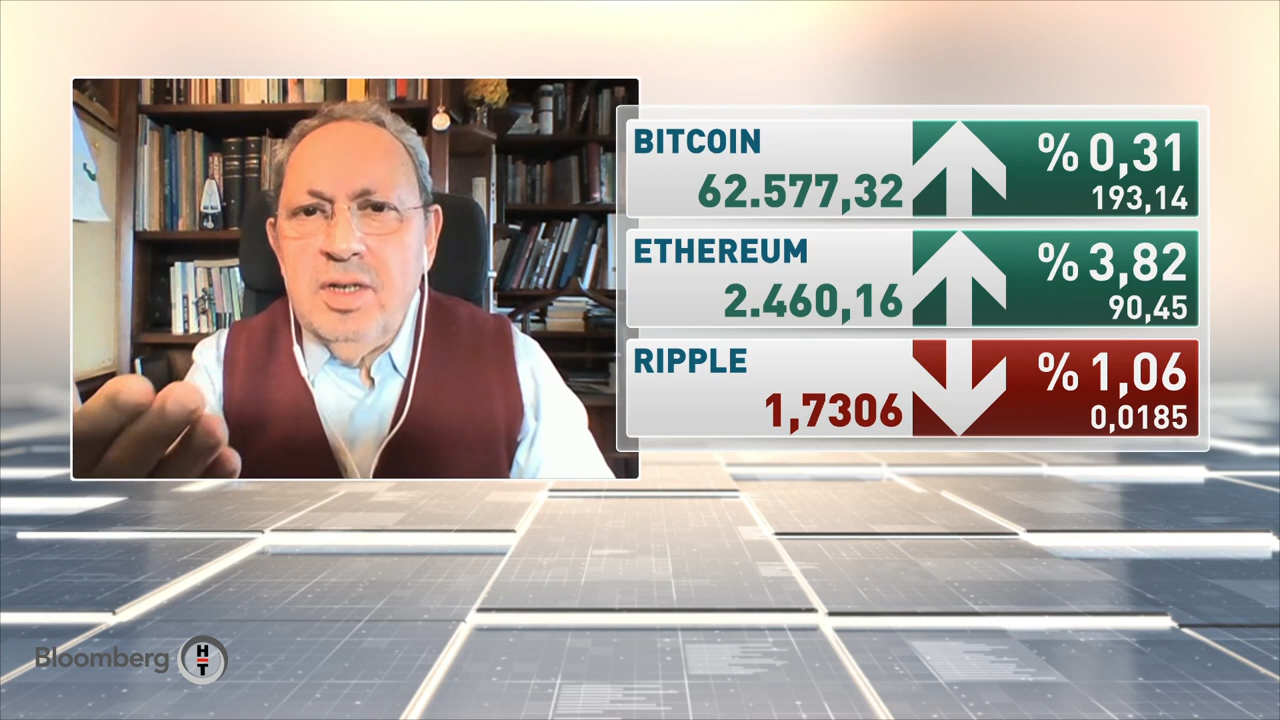 BITCOIN
62.577,32
% 0,31
193,14
ETHEREUM
2.460,16
% 3,82
90,45
RIPPLE
1,7306
% 1,06
0,0185
Bloomberg HT